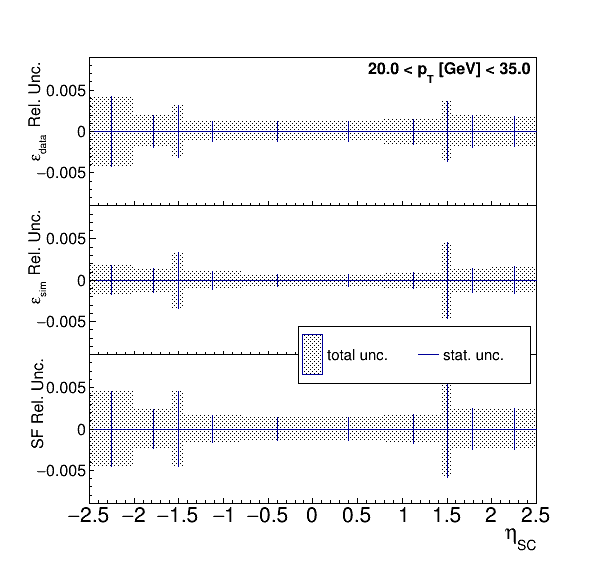 20.0 < p_T [GeV] < 35.0
ε_data Rel. Unc.
0.005
0
−0.005
ε_sim Rel. Unc.
0.005
0
−0.005
total unc.
stat. unc.
SF Rel. Unc.
0.005
0
−0.005
−2.5 −2 −1.5 −1 −0.5 0 0.5 1 1.5 2 2.5
η_SC